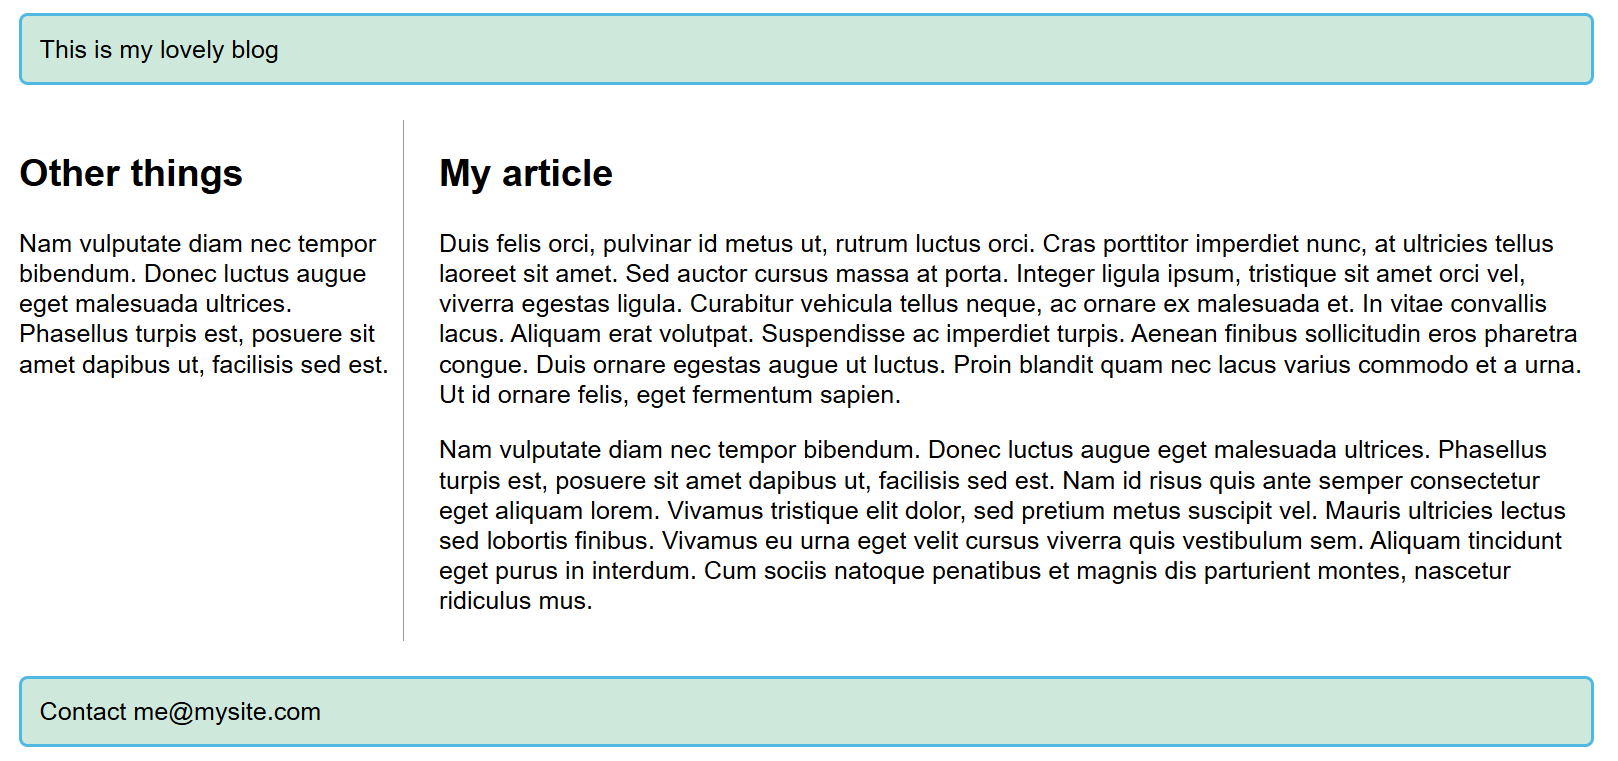 This is my lovely blog
Other things
Nam vulputate diam nec tempor
bibendum. Donec luctus augue
eget malesuada ultrices.
Phasellus turpis est, posuere sit
amet dapibus ut, facilisis sed est.
My article
Duis felis orci, pulvinar id metus ut, rutrum luctus orci. Cras porttitor imperdiet nunc, at ultricies tellus
laoreet sit amet. Sed auctor cursus massa at porta. Integer ligula ipsum, tristique sit amet orci vel,
viverra egestas ligula. Curabitur vehicula tellus neque, ac ornare ex malesuada et. In vitae convallis
lacus. Aliquam erat volutpat. Suspendisse ac imperdiet turpis. Aenean finibus sollicitudin eros pharetra
congue. Duis ornare egestas augue ut luctus. Proin blandit quam nec lacus varius commodo et a urna.
Ut id ornare felis, eget fermentum sapien.
Nam vulputate diam nec tempor bibendum. Donec luctus augue eget malesuada ultrices. Phasellus
turpis est, posuere sit amet dapibus ut, facilisis sed est. Nam id risus quis ante semper consectetur
eget aliquam lorem. Vivamus tristique elit dolor, sed pretium metus suscipit vel. Mauris ultricies lectus
sed lobortis finibus. Vivamus eu urna eget velit cursus viverra quis vestibulum sem. Aliquam tincidunt
eget purus in interdum. Cum sociis natoque penatibus et magnis dis parturient montes, nascetur
ridiculus mus.
Contact me@mysite.com